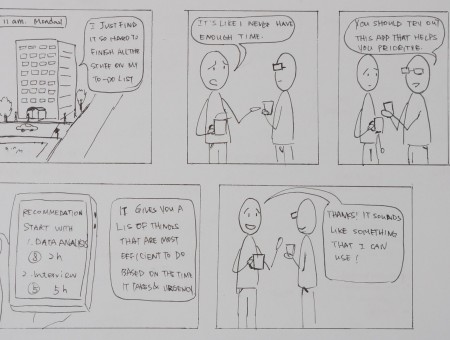 11 am. Monday
I JUST FIND
IT SO HARD TO
FINISH ALL THE
STUFF ON MY
TO-DO LIST
IT'S LIKE I NEVER HAVE
ENOUGH TIME.
YOU SHOULD TRY OUT
THIS APP THAT HELPS
YOU PRIORITIZE
RECOMMEDATION
START WITH
1. DATA ANALYSIS
8 2h
2. Interview
5 5h
IT GIVES YOU A
LIS OF THINGS
THAT ARE MOST
EFFICIENT TO DO
BASED ON THE TIME
IT TAKES & URGENCY
THANKS! IT SOUNDS
LIKE SOMETHING
THAT I CAN
USE!